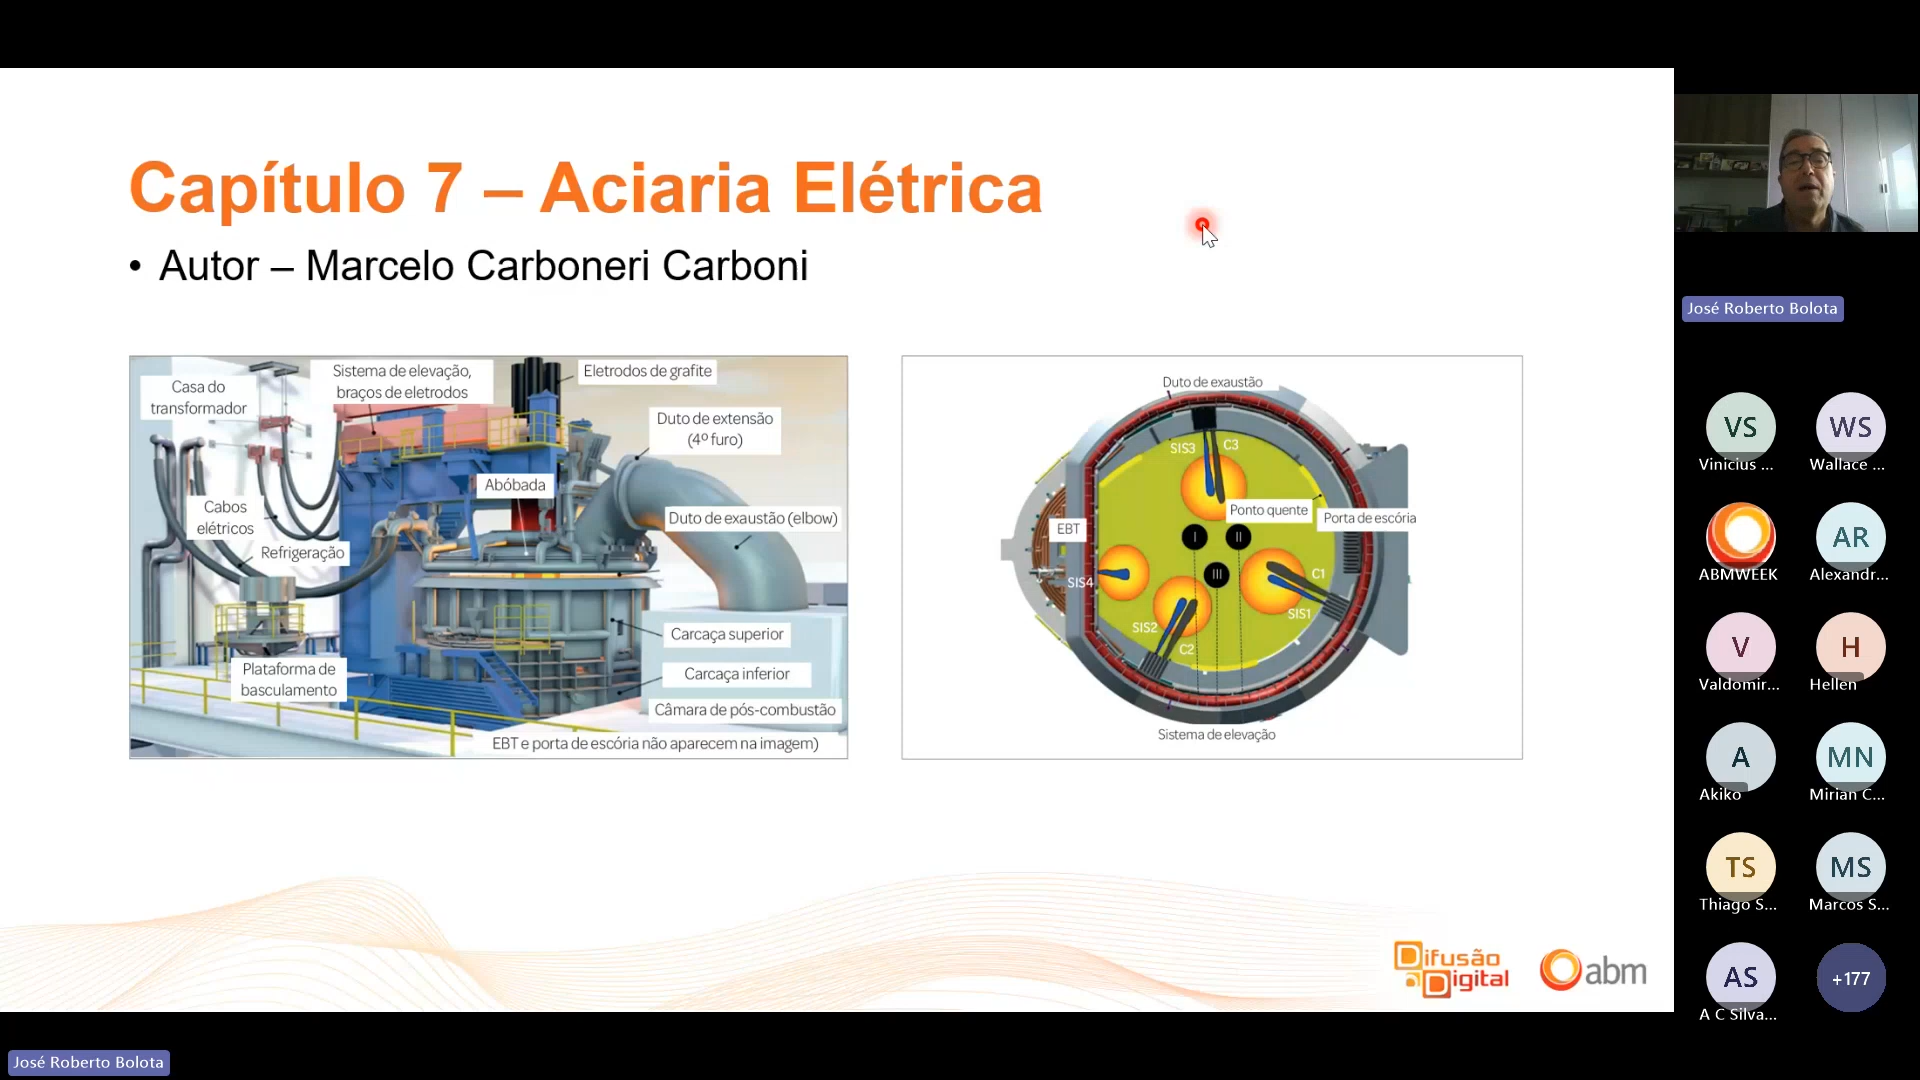 Capítulo 7 – Aciaria Elétrica
• Autor – Marcelo Carboneri Carboni
Casa do
transformador
Sistema de elevação,
braços de eletrodos
Eletrodos de grafite
Duto de extensão
(4º furo)
Abóbada
Cabos
elétricos
Duto de exaustão (elbow)
Refrigeração
Carcaça superior
Plataforma de
basculamento
Carcaça inferior
Câmara de pós-combustão
EBT e porta de escória não aparecem na imagem)
Duto de exaustão
SIS3
C3
Ponto quente
Porta de escória
EBT
I
II
III
SIS4
C1
SIS1
SIS2
C2
Sistema de elevação
Difusão
Digital
abm
José Roberto Bolota
VS
Vinicius ...
WS
Wallace ...
ABMWEEK
AR
Alexandr...
V
Valdomir...
H
Hellen
A
Akiko
MN
Mirian C...
TS
Thiago S...
MS
Marcos S...
AS
A C Silva...
+177
José Roberto Bolota